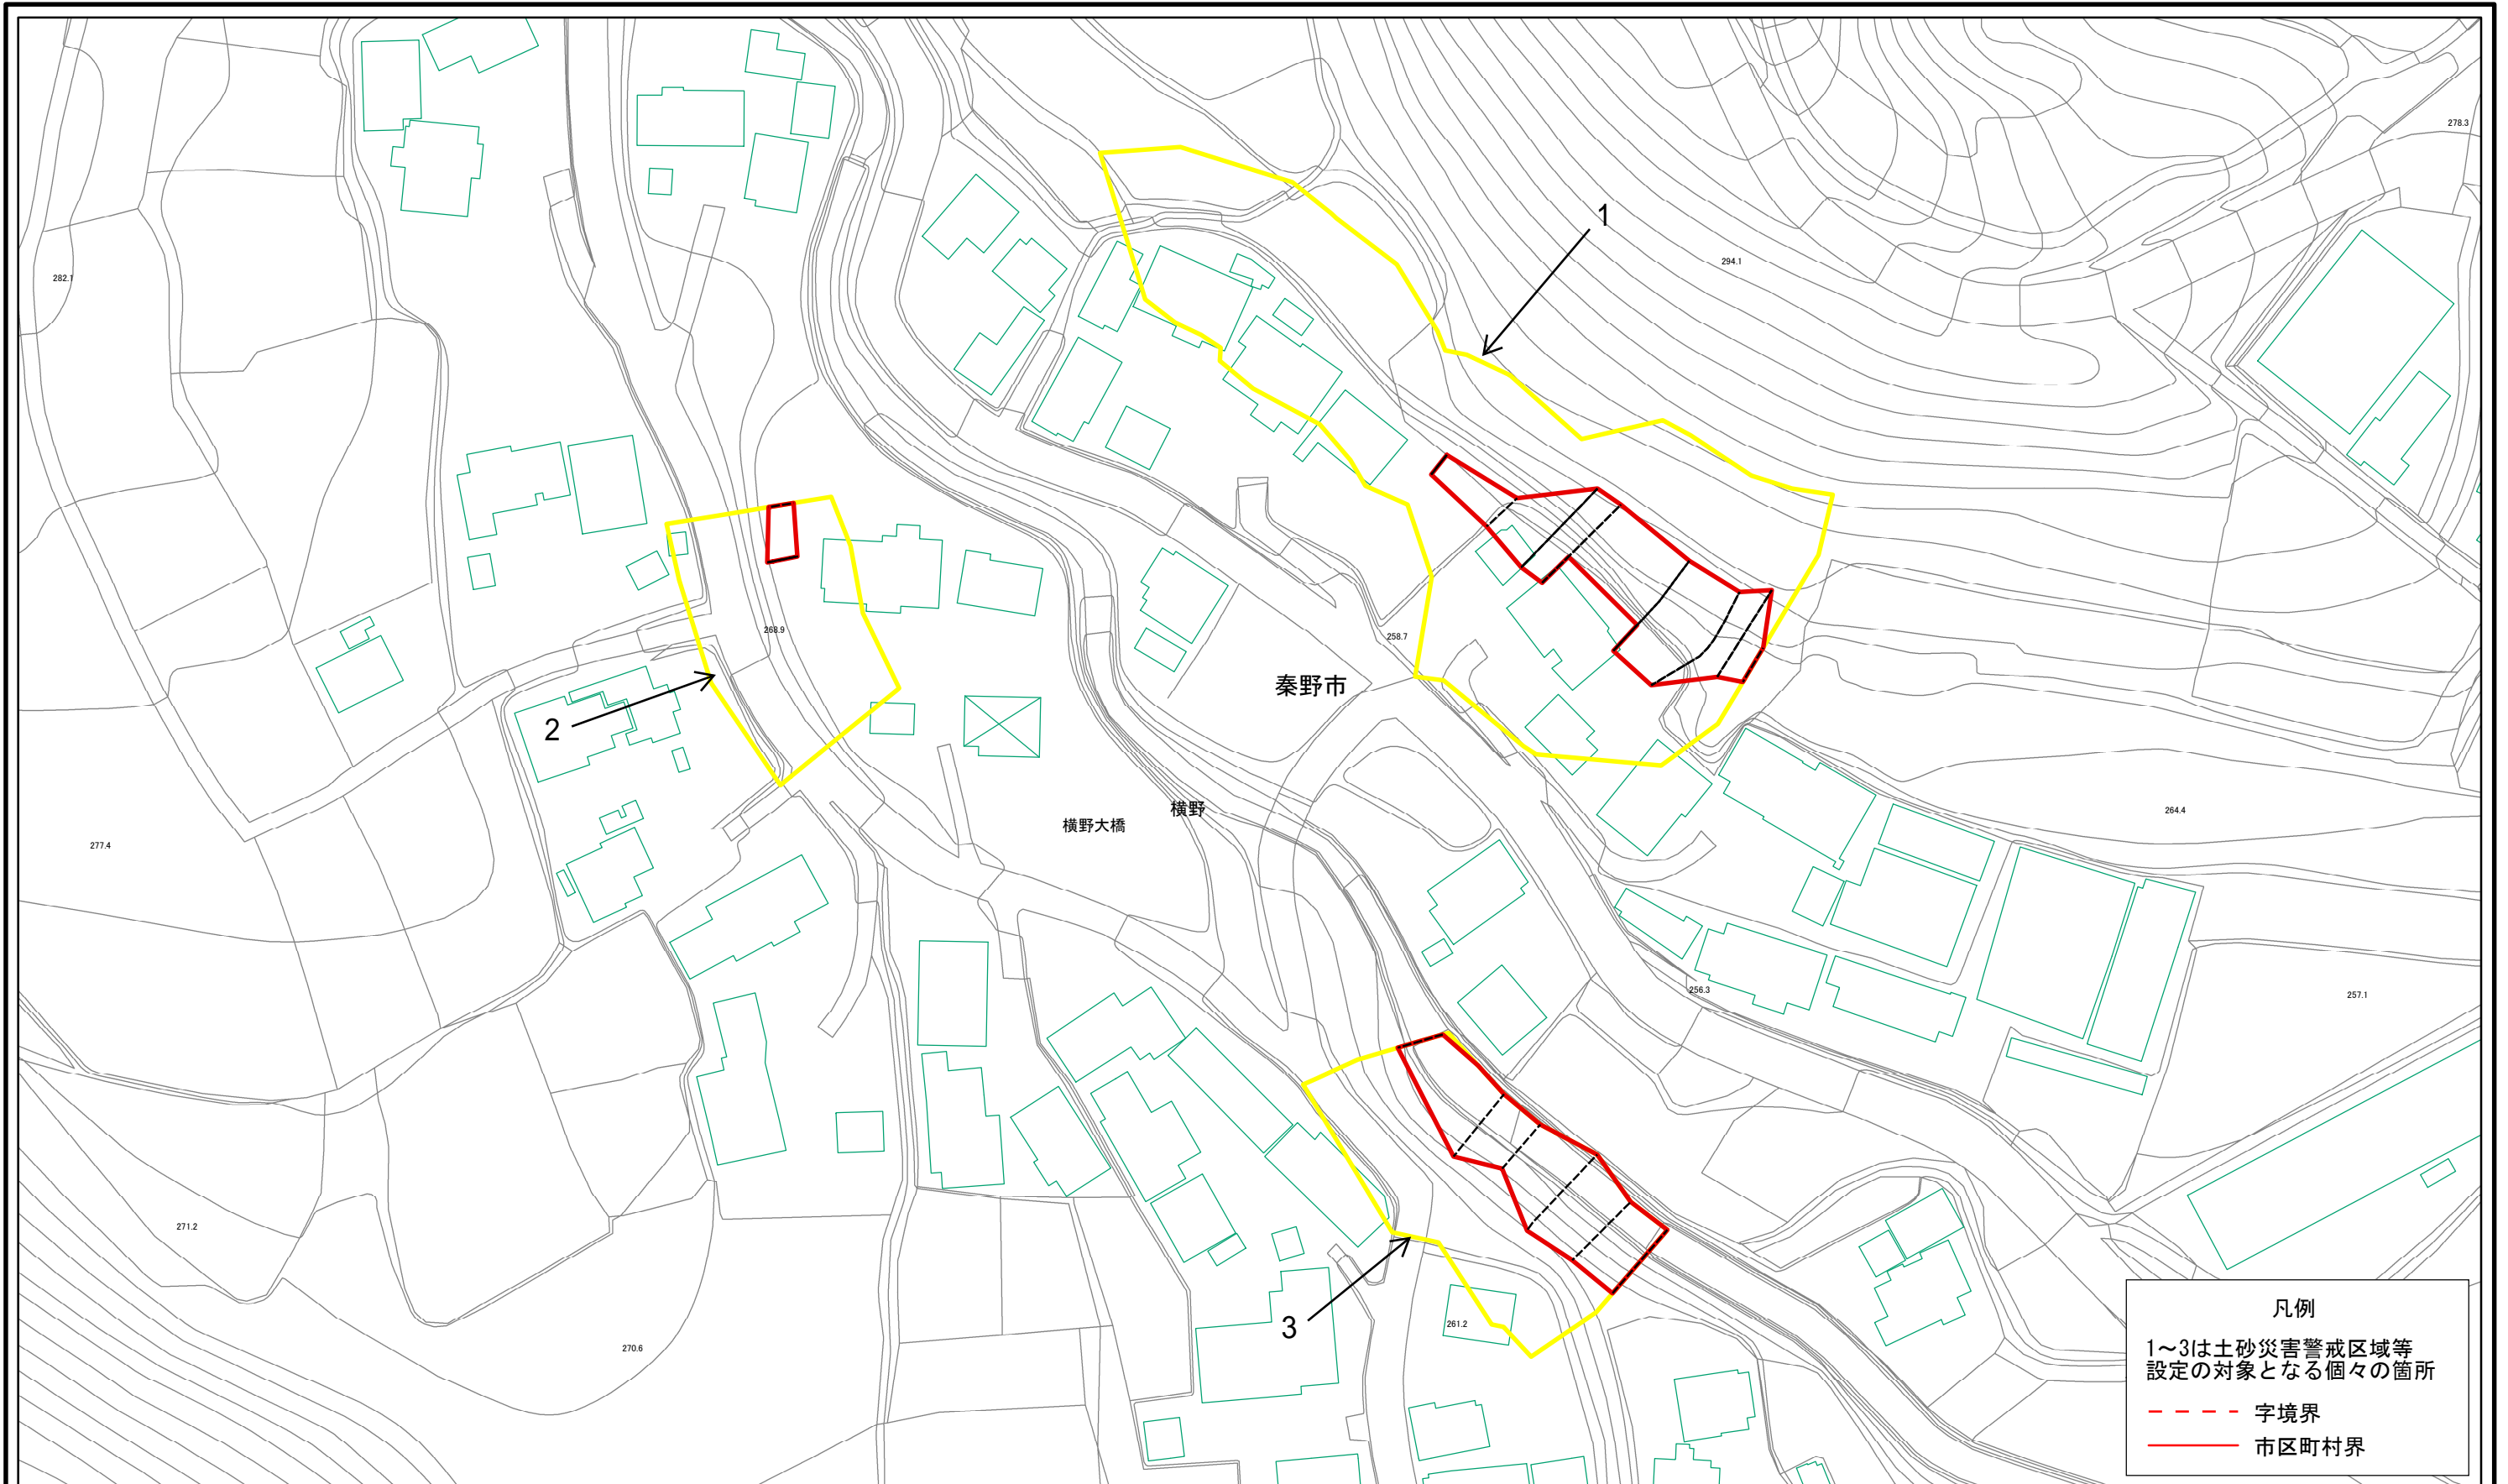 278.3
1
294.1
282.1
268.9
258.7
秦野市
2
横野
横野大橋
264.4
277.4
256.3
257.1
271.2
3
261.2
270.6
凡例
1~3は土砂災害警戒区域等
設定の対象となる個々の箇所
字境界
市区町村界